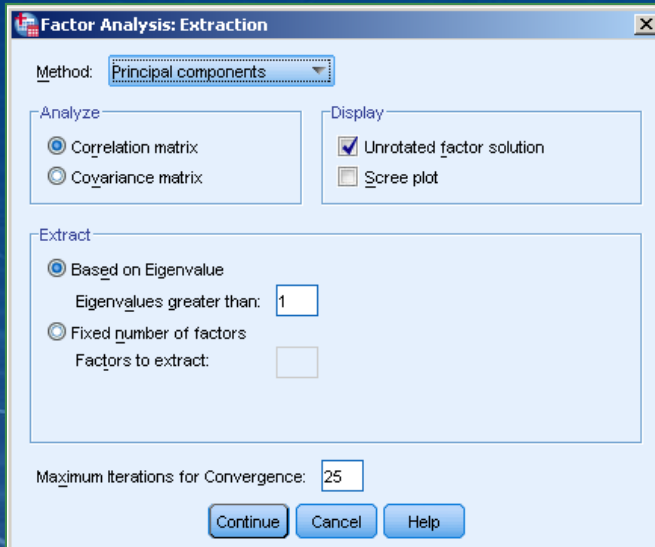 Factor Analysis: Extraction
Method: Principal components
Analyze
Correlation matrix
Covariance matrix
Display
Unrotated factor solution
Scree plot
Extract
Based on Eigenvalue
Eigenvalues greater than: 1
Fixed number of factors
Factors to extract:
Maximum Iterations for Convergence: 25
Continue Cancel Help